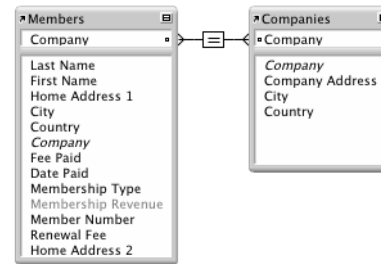 Members
Company
Last Name
First Name
Home Address 1
City
Country
Company
Fee Paid
Date Paid
Membership Type
Membership Revenue
Member Number
Renewal Fee
Home Address 2
=
Companies
Company
Company
Company Address
City
Country